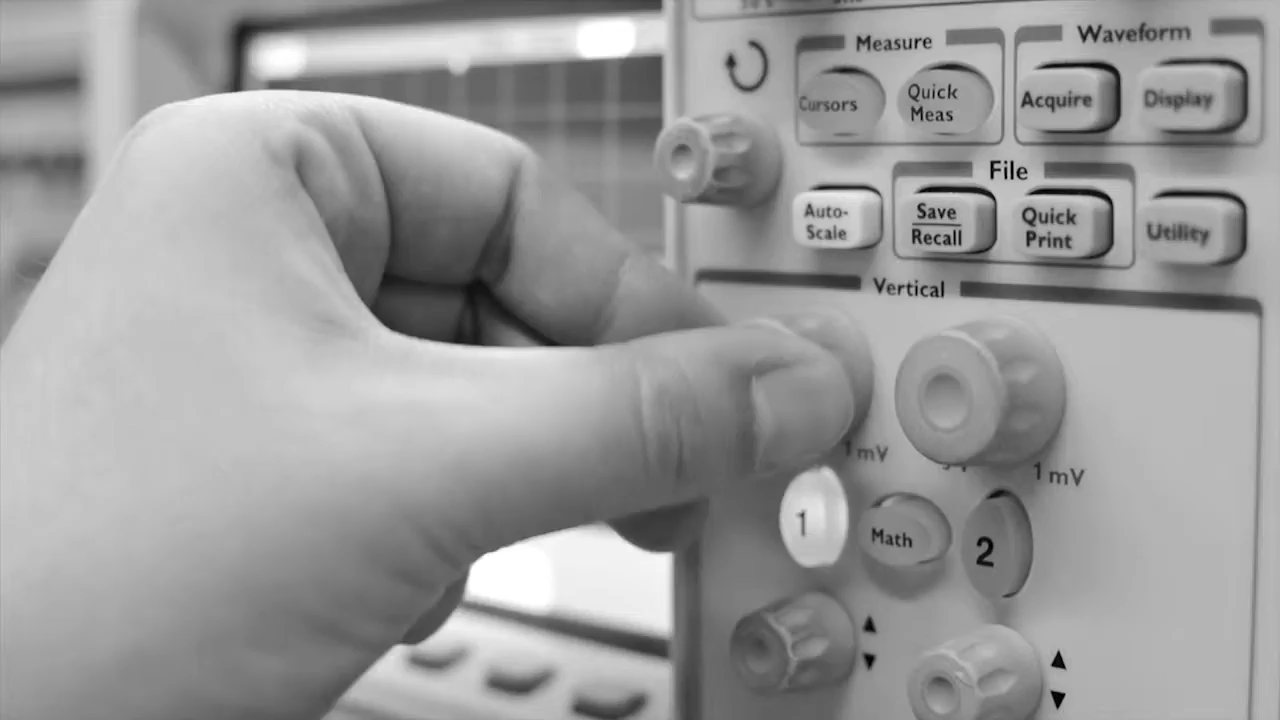 Measure
Waveform
Cursors
Quick
Meas
Acquire
Display
File
Auto-
Scale
Save
Recall
Quick
Print
Utility
Vertical
1 mV
1 mV
1
Math
2